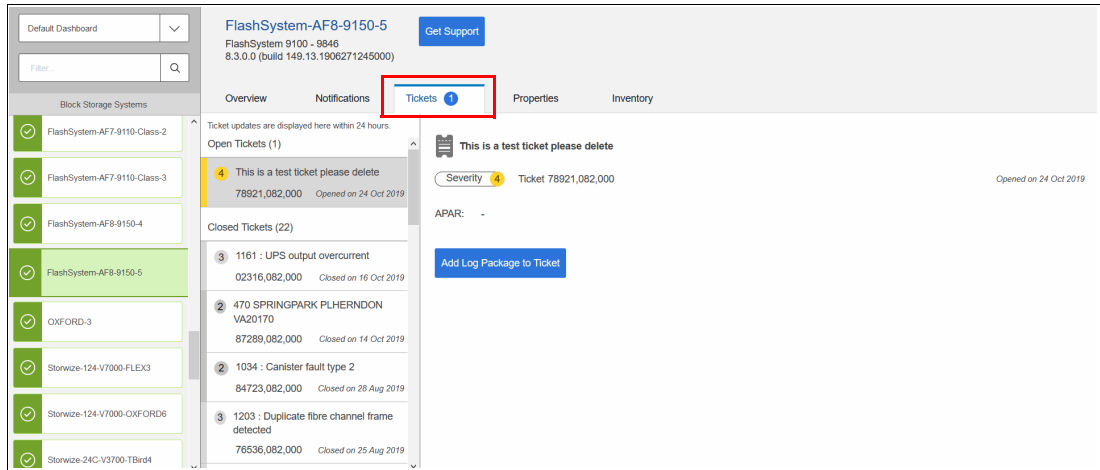 Default Dashboard
Filter...
Block Storage Systems
FlashSystem-AF7-9110-Class-2
FlashSystem-AF7-9110-Class-3
FlashSystem-AF8-9150-4
FlashSystem-AF8-9150-5
OXFORD-3
Storwize-124-V7000-FLEX3
Storwize-124-V7000-OXFORD6
Storwize-24C-V3700-TBird4
FlashSystem-AF8-9150-5
FlashSystem 9100 - 9846
8.3.0.0 (build 149.13.1906271245000)
Get Support
Overview Notifications Tickets 1 Properties Inventory
Ticket updates are displayed here within 24 hours.
Open Tickets (1)
4 This is a test ticket please delete
78921,082,000 Opened on 24 Oct 2019
Closed Tickets (22)
3 1161 : UPS output overcurrent
02316,082,000 Closed on 16 Oct 2019
2 470 SPRINGPARK PLHERNDON
VA20170
87289,082,000 Closed on 14 Oct 2019
2 1034 : Canister fault type 2
84723,082,000 Closed on 28 Aug 2019
3 1203 : Duplicate fibre channel frame
detected
76536,082,000 Closed on 25 Aug 2019
This is a test ticket please delete
Severity 4 Ticket 78921,082,000 Opened on 24 Oct 2019
APAR: -
Add Log Package to Ticket